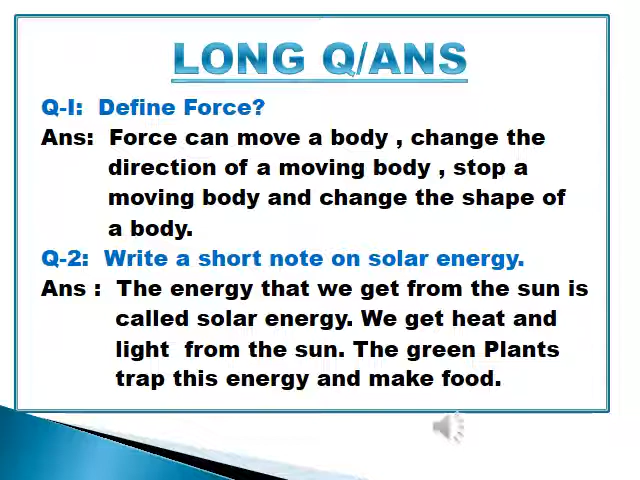 LONG Q/ANS
Q-I:  Define Force?
Ans:  Force can move a body , change the
direction of a moving body , stop a
moving body and change the shape of
a body.
Q-2:  Write a short note on solar energy.
Ans :  The energy that we get from the sun is
called solar energy. We get heat and
light  from the sun. The green Plants
trap this energy and make food.